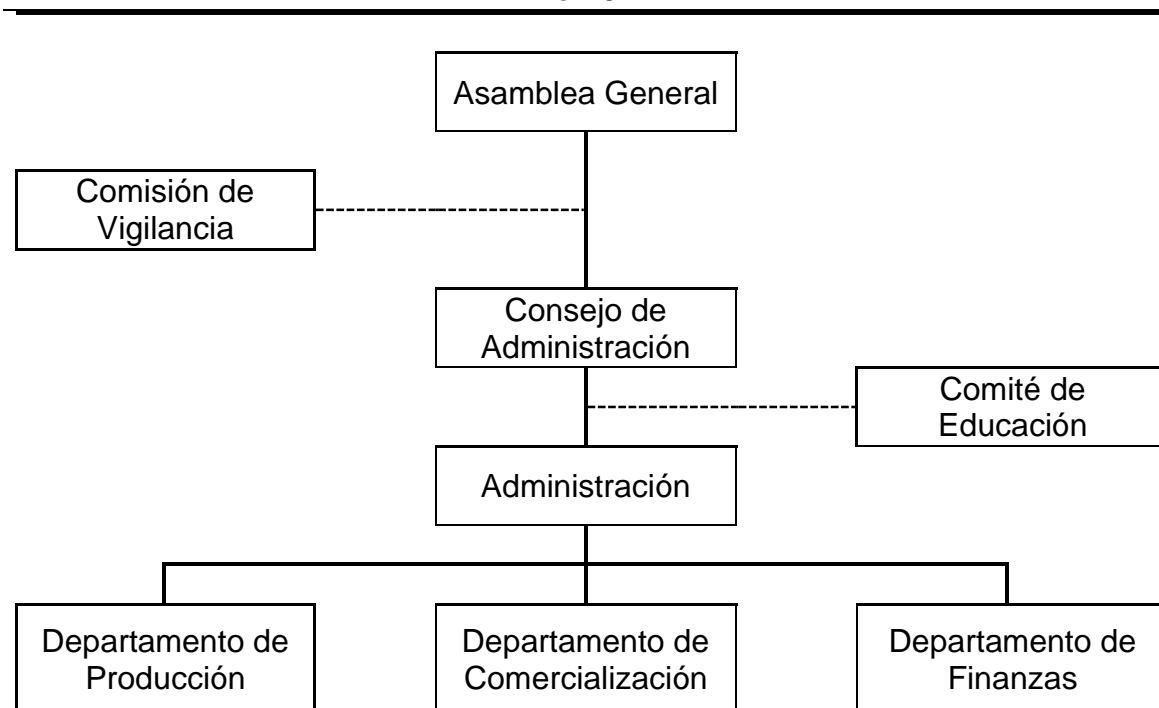 Asamblea General
Comisión de
Vigilancia
Consejo de
Administración
Comité de
Educación
Administración
Departamento de
Producción
Departamento de
Comercialización
Departamento de
Finanzas